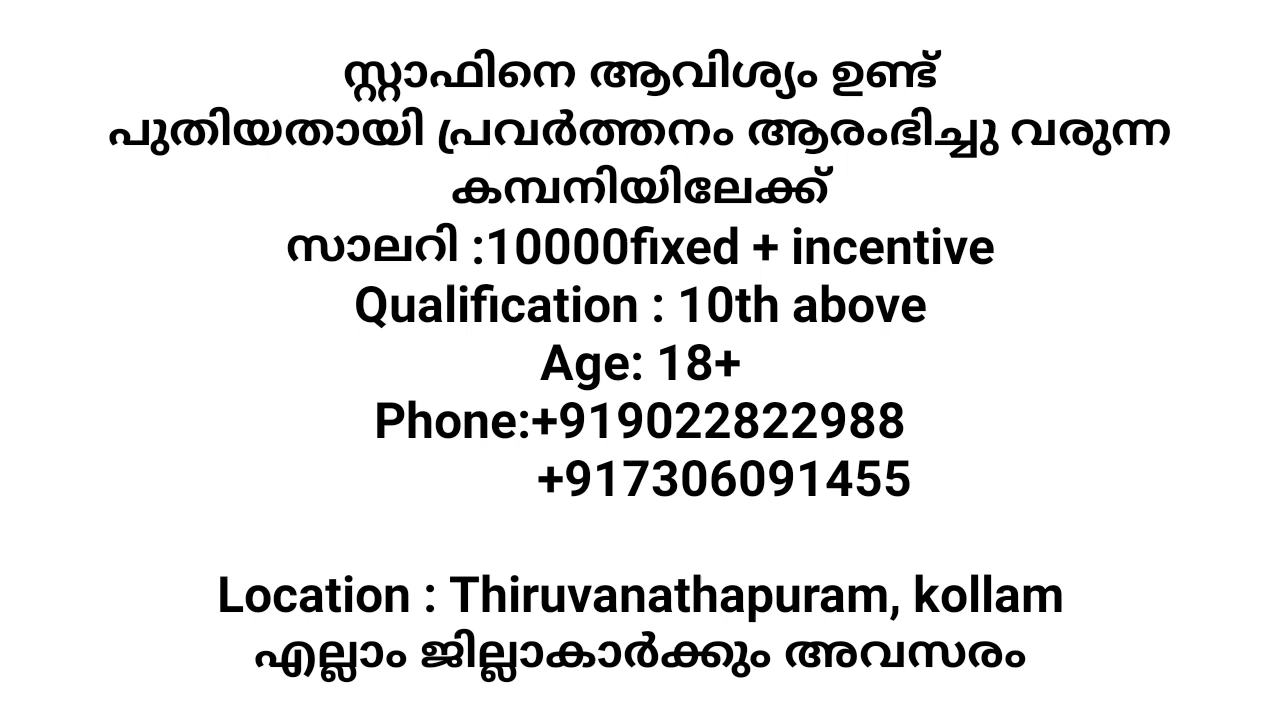 സ്റ്റാഫിനെ ആവിശ്യം ഉണ്ട്
പുതിയതായി പ്രവർത്തനം ആരംഭിച്ചു വരുന്ന
കമ്പനിയിലേക്ക്
സാലറി :10000fixed + incentive
Qualification : 10th above
Age: 18+
Phone:+919022822988
+917306091455
Location : Thiruvanathapuram, kollam
എല്ലാം ജില്ലാകാർക്കും അവസരം